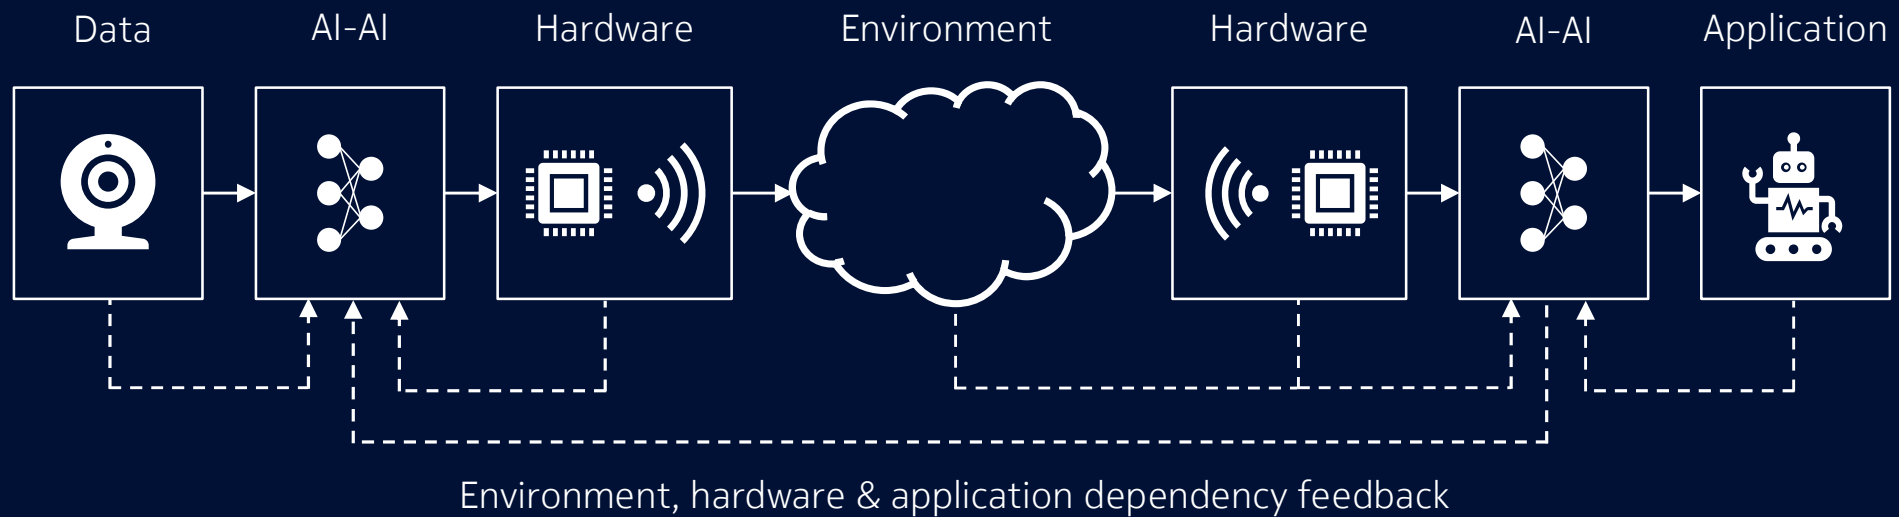 Data
AI-AI
Hardware
Environment
Hardware
AI-AI
Application
Environment, hardware & application dependency feedback